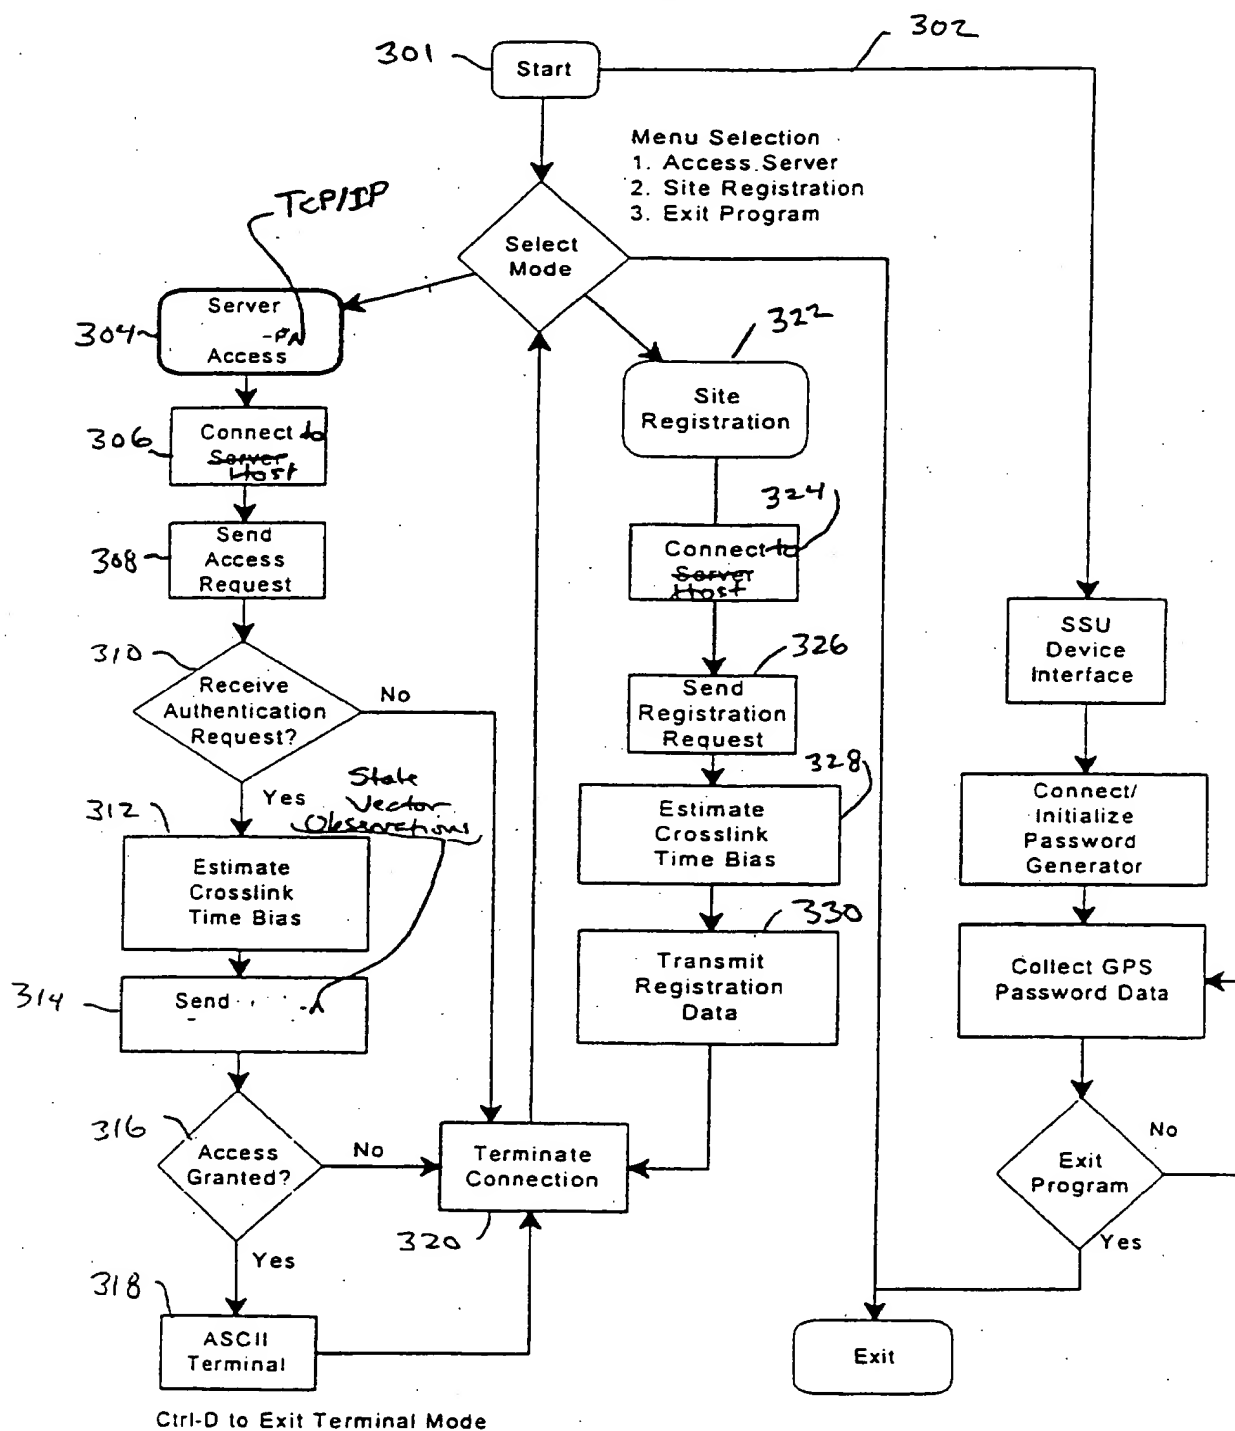 301
Start
302
Menu Selection
1. Access Server
2. Site Registration
3. Exit Program
TCP/IP
Select
Mode
304
Server
Access
322
Site
Registration
306
Connect to
Server
Host
324
Connect to
Server
Host
308
Send
Access
Request
310
Receive
Authentication
Request?
No
Yes
326
Send
Registration
Request
SSU
Device
Interface
State
Vector
Observations
328
312
Estimate
Crosslink
Time Bias
Estimate
Crosslink
Time Bias
Connect/
Initialize
Password
Generator
330
314
Send
Transmit
Registration
Data
Collect GPS
Password Data
316
Access
Granted?
No
Yes
Terminate
Connection
320
Exit
Program
No
Yes
318
ASCII
Terminal
Exit
Ctrl-D to Exit Terminal Mode